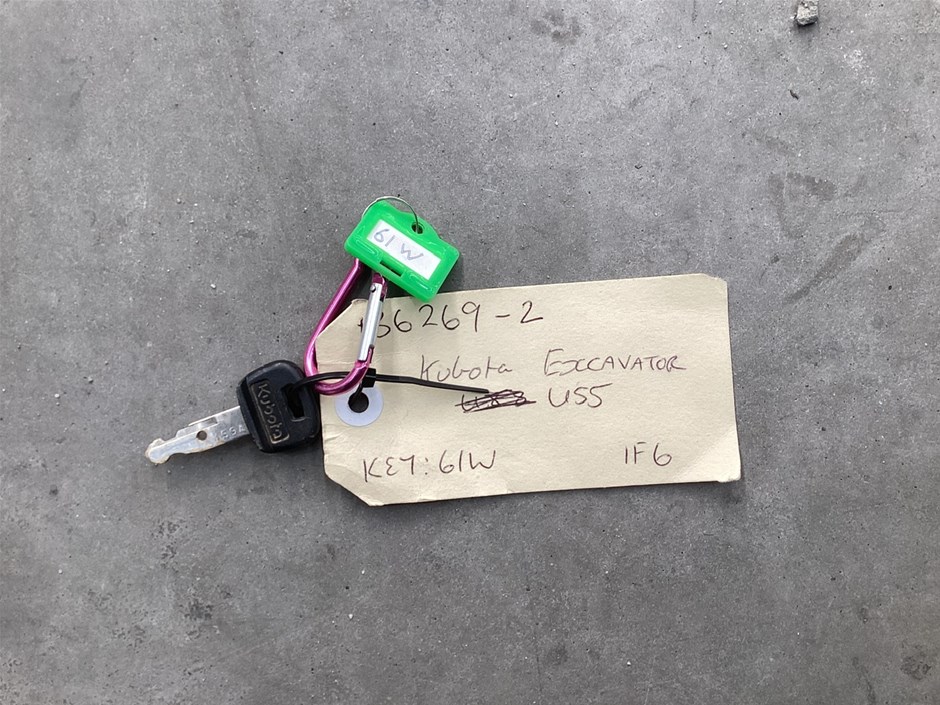 61W
36269-2
Kubota EXCAVATOR
U55
KEY: 61W
1F6
Kubota